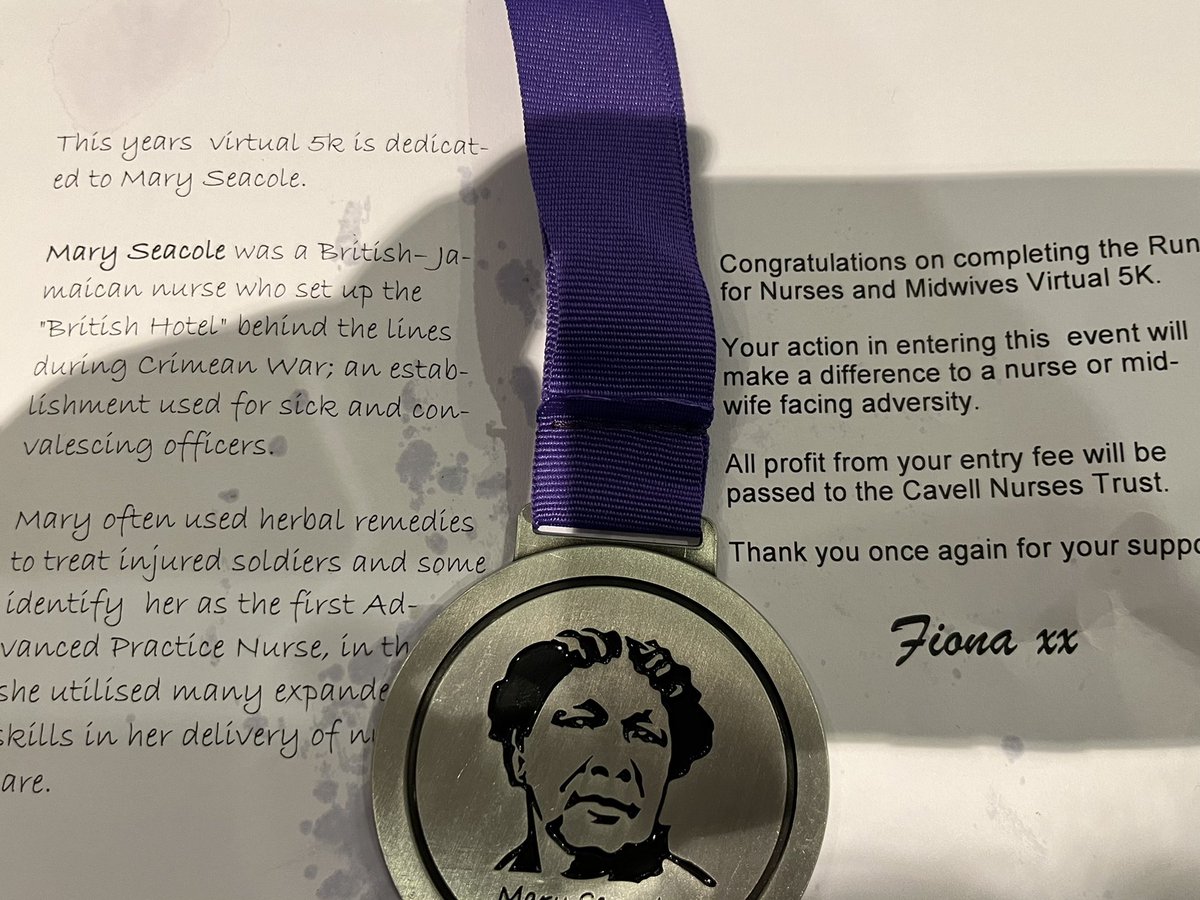 This years virtual 5k is dedicat-
ed to Mary Seacole.
Mary Seacole was a British-Ja-
maican nurse who set up the
"British Hotel" behind the lines
during Crimean War; an estab-
lishment used for sick and con-
valescing officers.
Mary often used herbal remedies
to treat injured soldiers and some
identify her as the first Ad-
vanced Practice Nurse, in th
she utilised many expande
skills in her delivery of nu
are.
Congratulations on completing the Run
for Nurses and Midwives Virtual 5K.
Your action in entering this event will
make a difference to a nurse or mid-
wife facing adversity.
All profit from your entry fee will be
passed to the Cavell Nurses Trust.
Thank you once again for your suppo
Fiona xx
Mary